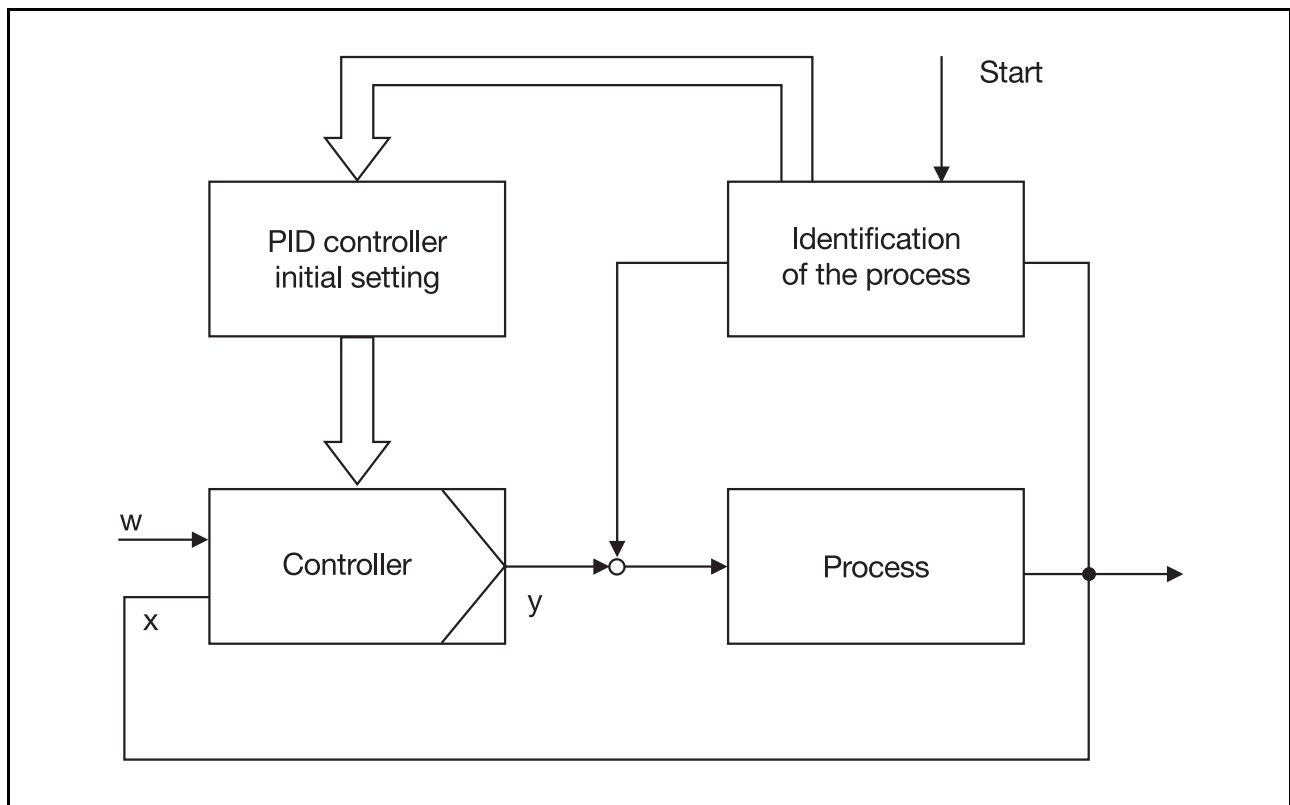 Start
PID controller
initial setting
Identification
of the process
w
Controller
x
y
Process